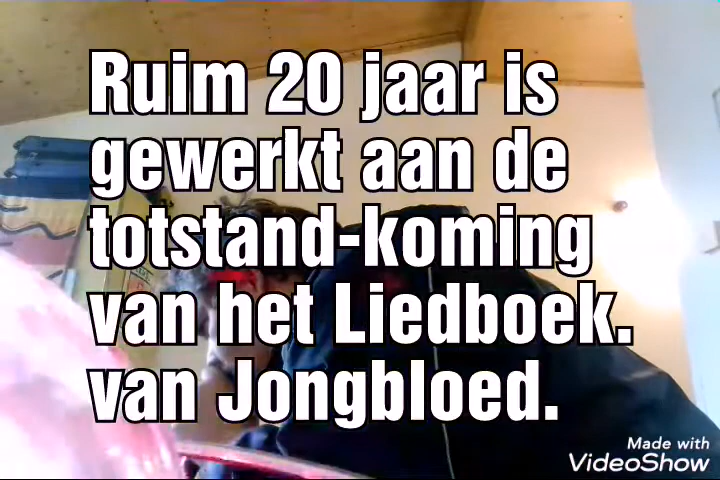 Ruim 20 jaar is
gewerkt aan de
totstand-koming
van het Liedboek.
van Jongbloed.
Made with
VideoShow